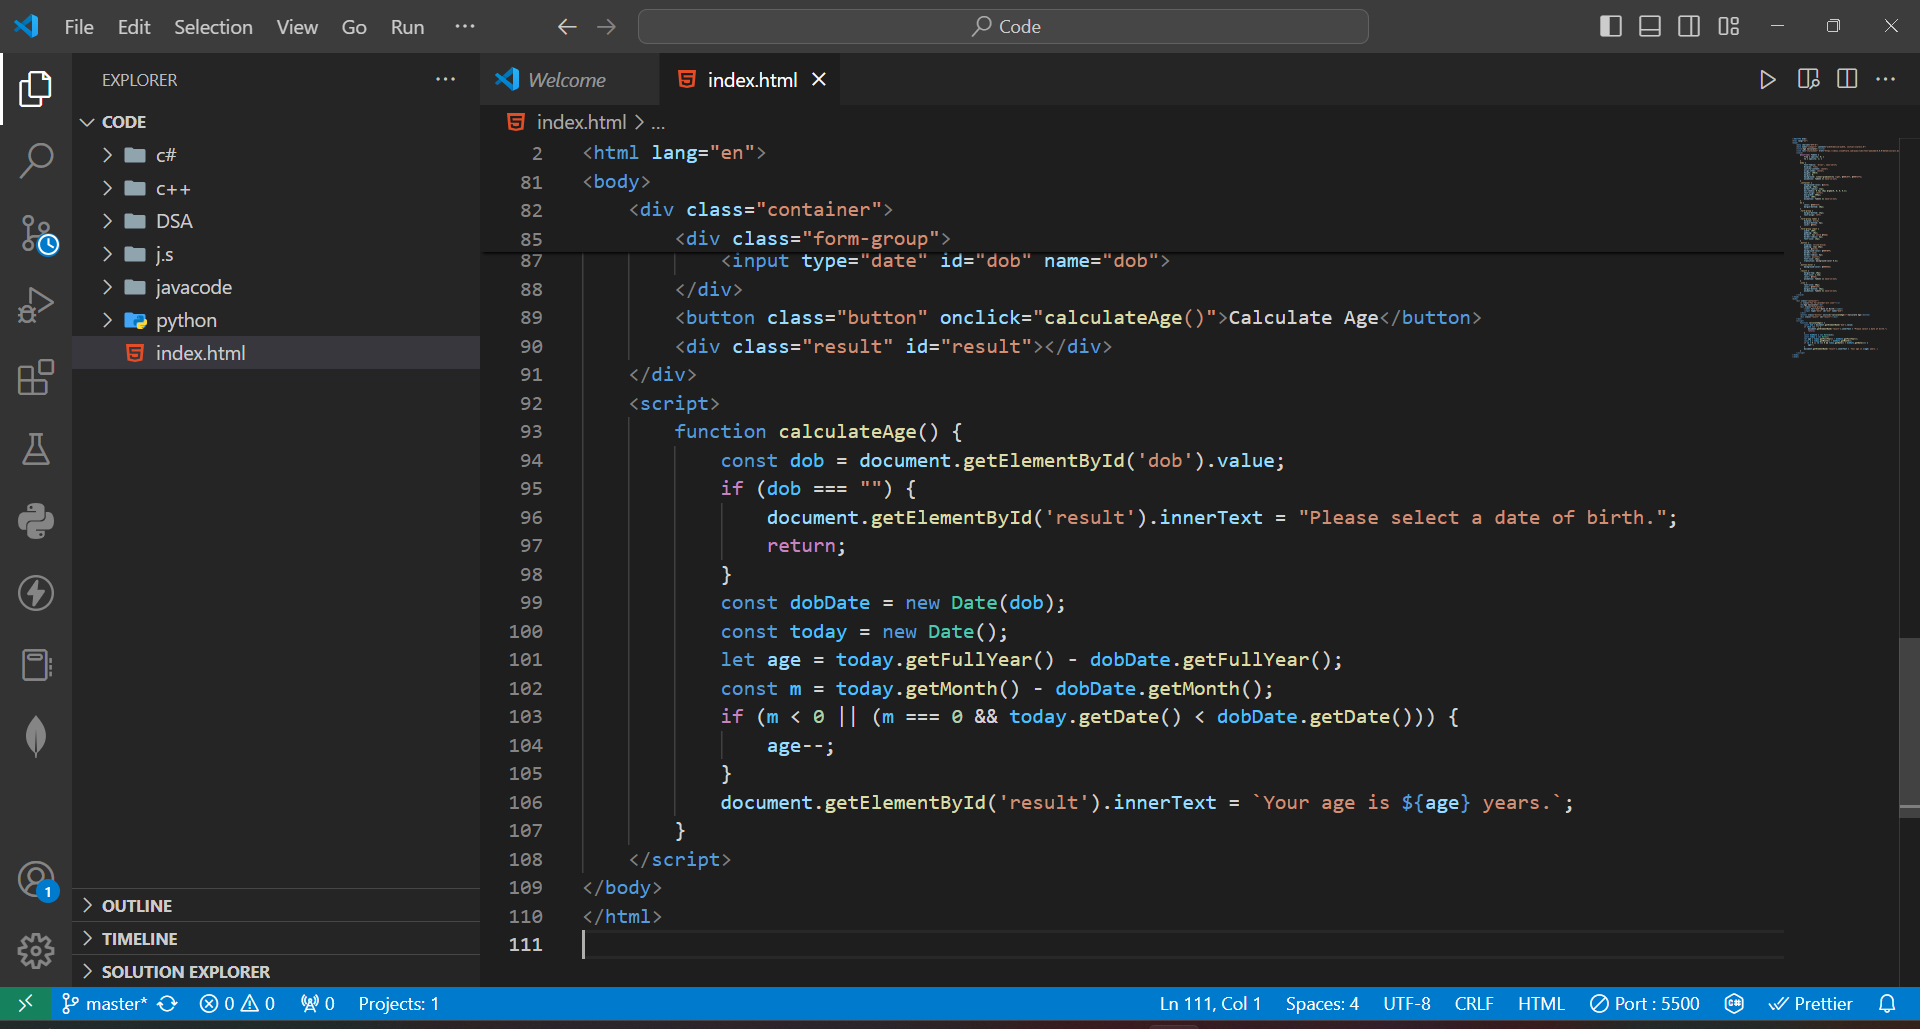 File Edit Selection View Go Run
Code
EXPLORER
Welcome
index.html
CODE
c#
c++
DSA
j.s
javacode
python
index.html
index.html > ...
2 <html lang="en">
81 <body>
82 <div class="container">
85 <div class="form-group">
87 <input type="date" id="dob" name="dob">
88 </div>
89 <button class="button" onclick="calculateAge()">Calculate Age</button>
90 <div class="result" id="result"></div>
91 </div>
92 <script>
93 function calculateAge() {
94 const dob = document.getElementById('dob').value;
95 if (dob === "") {
96 document.getElementById('result').innerText = "Please select a date of birth.";
97 return;
98 }
99 const dobDate = new Date(dob);
100 const today = new Date();
101 let age = today.getFullYear() - dobDate.getFullYear();
102 const m = today.getMonth() - dobDate.getMonth();
103 if (m < 0 || (m === 0 && today.getDate() < dobDate.getDate())) {
104 age--;
105 }
106 document.getElementById('result').innerText = `Your age is ${age} years.`;
107 }
108 </script>
109 </body>
110 </html>
111
1
OUTLINE
TIMELINE
SOLUTION EXPLORER
master* 0 0 0 Projects: 1 Ln 111, Col 1 Spaces: 4 UTF-8 CRLF HTML Port : 5500 Prettier